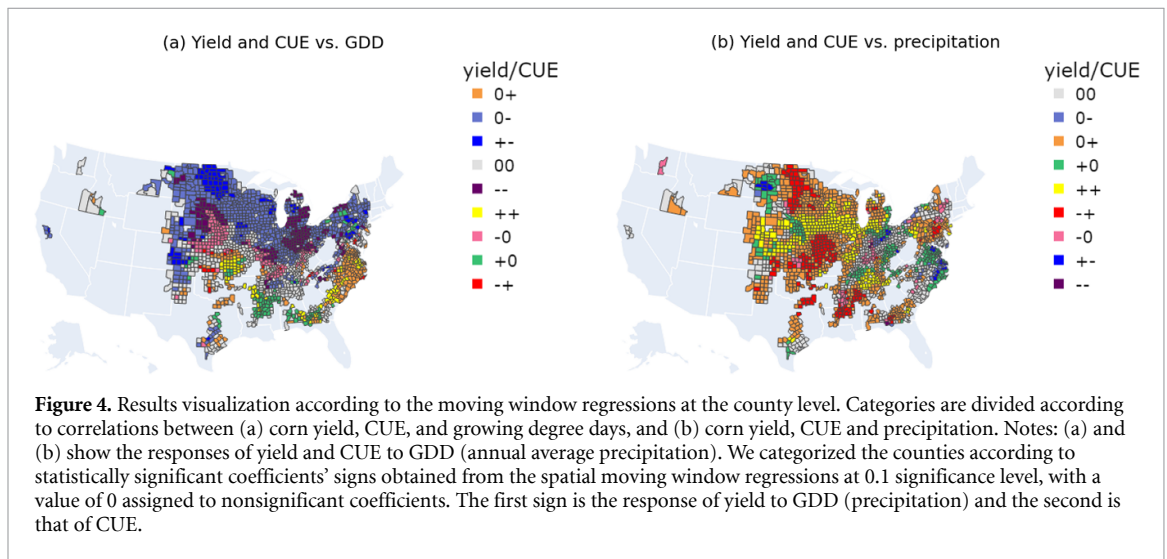 (a) Yield and CUE vs. GDD
yield/CUE
0+
0-
+-
00
--
++
-0
+0
-+
(b) Yield and CUE vs. precipitation
yield/CUE
00
0-
0+
+0
++
-+
-0
+-
--
Figure 4. Results visualization according to the moving window regressions at the county level. Categories are divided according
to correlations between (a) corn yield, CUE, and growing degree days, and (b) corn yield, CUE and precipitation. Notes: (a) and
(b) show the responses of yield and CUE to GDD (annual average precipitation). We categorized the counties according to
statistically significant coefficients' signs obtained from the spatial moving window regressions at 0.1 significance level, with a
value of 0 assigned to nonsignificant coefficients. The first sign is the response of yield to GDD (precipitation) and the second is
that of CUE.